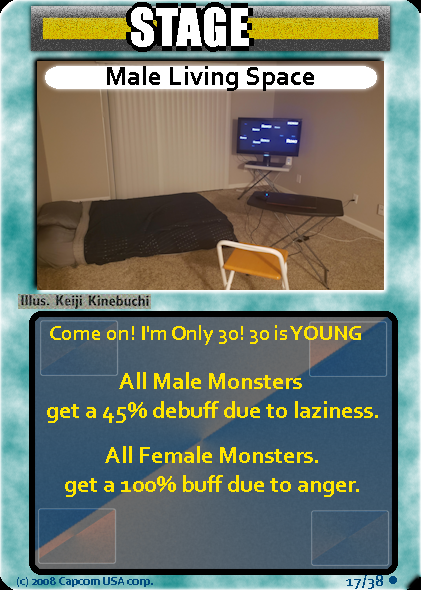 STAGE
Male Living Space
Illus. Keiji Kinebuchi
Come on! I'm Only 30! 30 is YOUNG
All Male Monsters
get a 45% debuff due to laziness.
All Female Monsters.
get a 100% buff due to anger.
(c) 2008 Capcom USA corp.
17/38